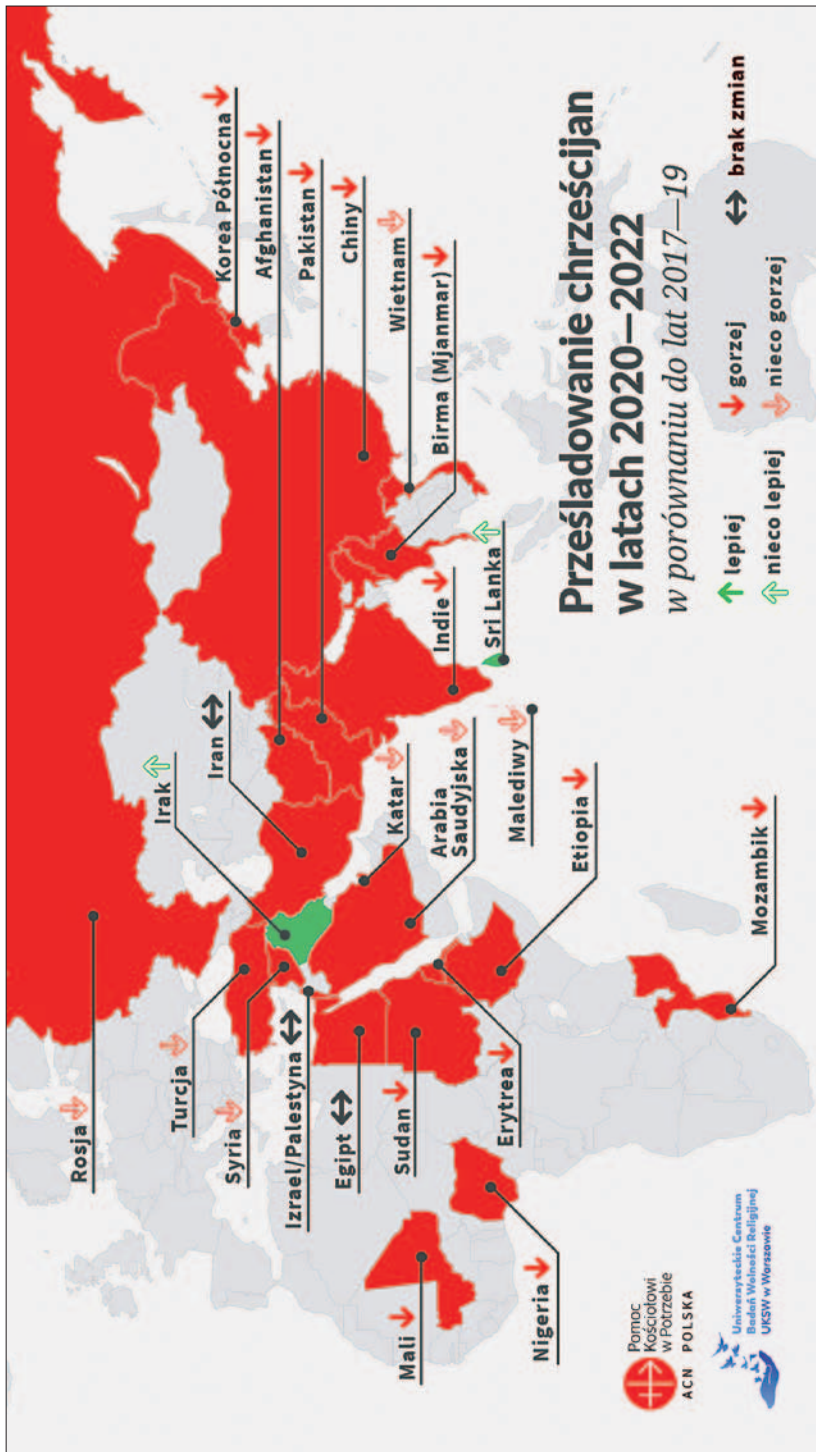 Korea Północna
Afghanistan
Pakistan
Chiny
Wietnam
Birma (Mjanmar)
Indie
Sri Lanka
Irak
Iran
Katar
Arabia
Saudyjska
Malediwy
Etiopia
Mozambik
Rosja
Turcja
Syria
Izrael/Palestyna
Egipt
Sudan
Erytrea
Mali
Nigeria
Prześladowanie chrześcijan
w latach 2020–2022
w porównaniu do lat 2017—19
lepiej
gorzej
brak zmian
nieco lepiej
nieco gorzej
Pomoc
Kościołowi
w Potrzebie
ACN POLSKA
Uniwersyteckie Centrum
Badań Wolności Religijnej
UKSW w Warszawie